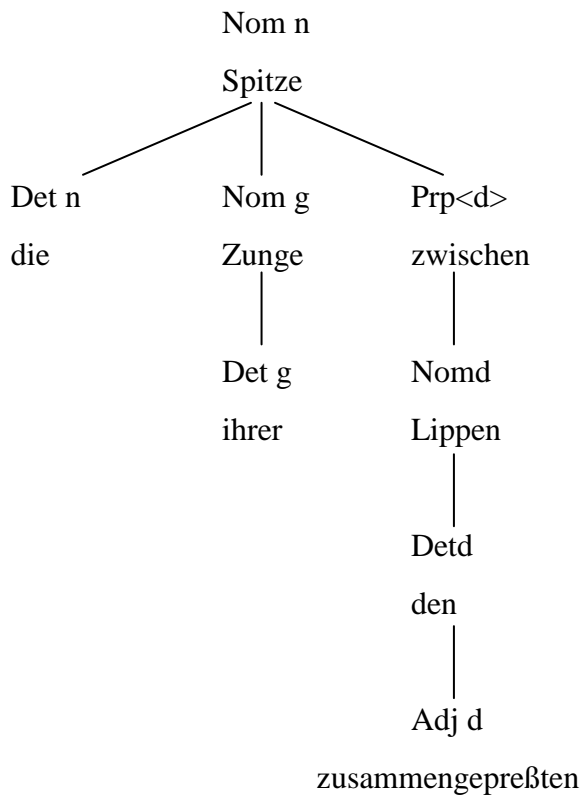 Nom n
Spitze
Det n Nom g Prp<d>
die Zunge zwischen
Det g Nomd
ihrer Lippen
Detd
den
Adj d
zusammengepreßten